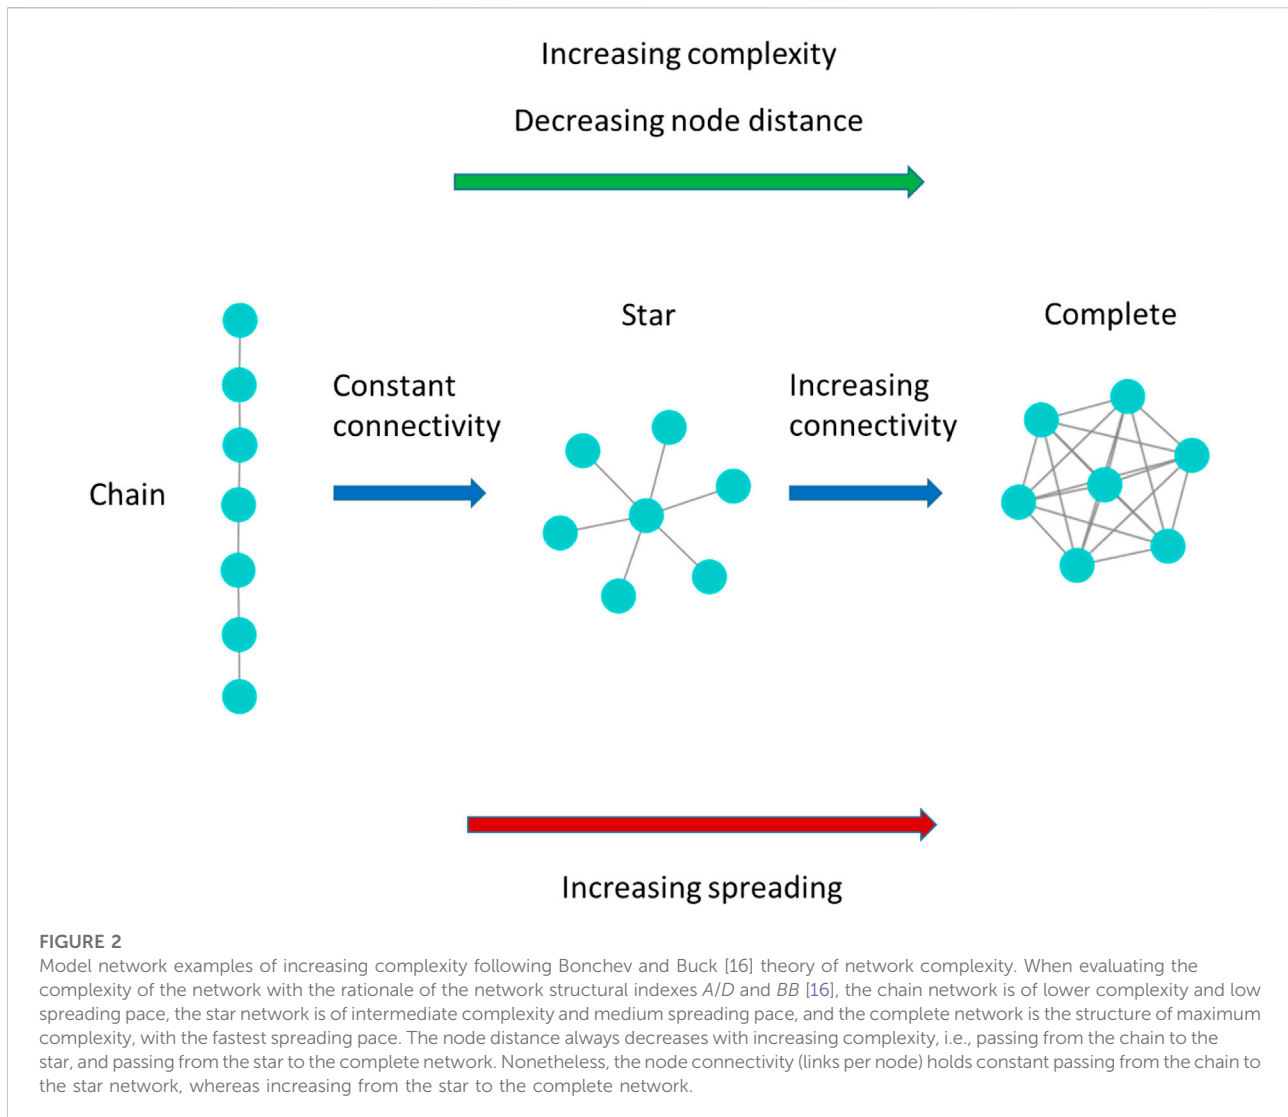 Increasing complexity
Decreasing node distance
Star
Complete
Constant
connectivity
Increasing
connectivity
Chain
Increasing spreading
FIGURE 2
Model network examples of increasing complexity following Bonchev and Buck [16] theory of network complexity. When evaluating the
complexity of the network with the rationale of the network structural indexes A/D and BB [16], the chain network is of lower complexity and low
spreading pace, the star network is of intermediate complexity and medium spreading pace, and the complete network is the structure of maximum
complexity, with the fastest spreading pace. The node distance always decreases with increasing complexity, i.e., passing from the chain to the
star, and passing from the star to the complete network. Nonetheless, the node connectivity (links per node) holds constant passing from the chain to
the star network, whereas increasing from the star to the complete network.